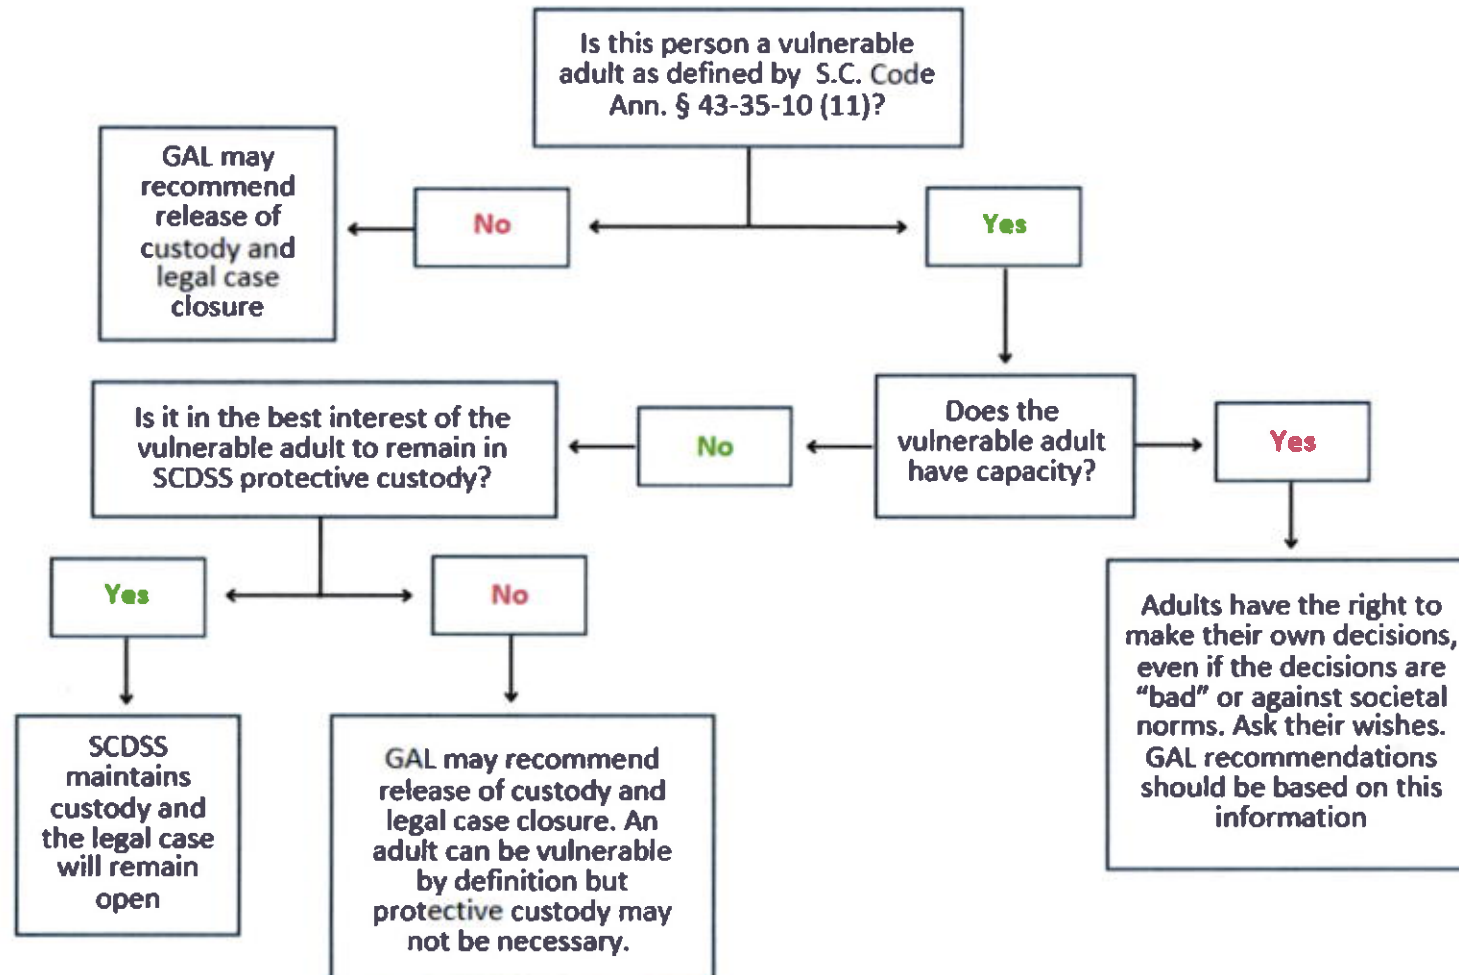 Is this person a vulnerable
adult as defined by S.C. Code
Ann. § 43-35-10 (11)?
GAL may
recommend
release of
custody and
legal case
closure
No
Yes
Is it in the best interest of the
vulnerable adult to remain in
SCDSS protective custody?
No
Does the
vulnerable adult
have capacity?
Yes
Yes
No
Adults have the right to
make their own decisions,
even if the decisions are
“bad” or against societal
norms. Ask their wishes.
GAL recommendations
should be based on this
information
SCDSS
maintains
custody and
the legal case
will remain
open
GAL may recommend
release of custody and
legal case closure. An
adult can be vulnerable
by definition but
protective custody may
not be necessary.